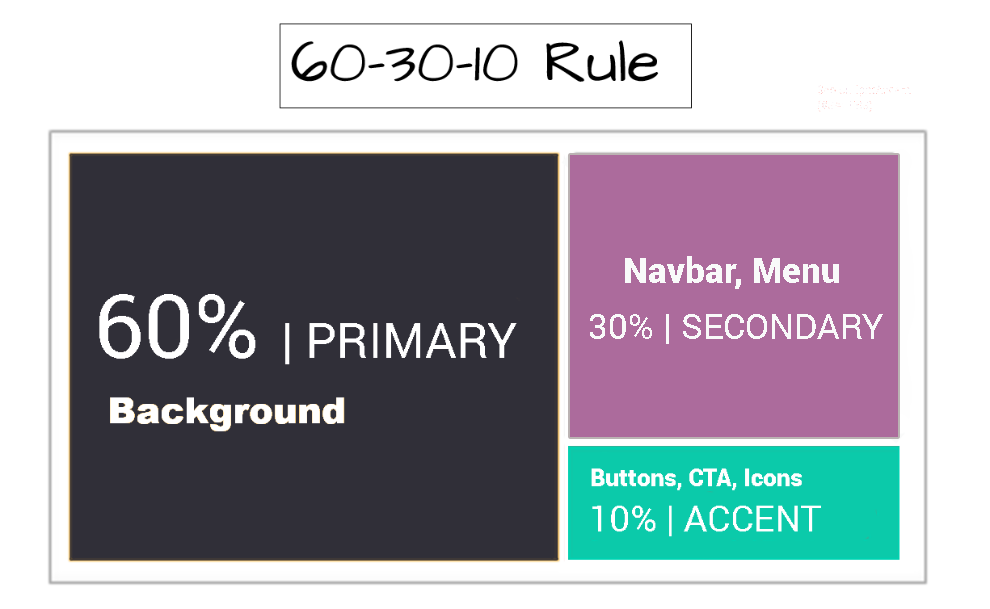 60-30-10 Rule
60% | PRIMARY
Background
Navbar, Menu
30% | SECONDARY
Buttons, CTA, Icons
10% | ACCENT